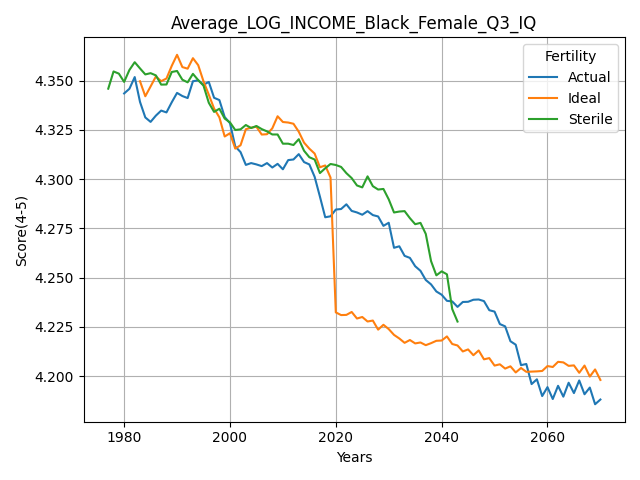 Average_LOG_INCOME_Black_Female_Q3_IQ
Fertility
Actual
Ideal
Sterile
Score(4-5)
4.350
4.325
4.300
4.275
4.250
4.225
4.200
1980
2000
2020
2040
2060
Years